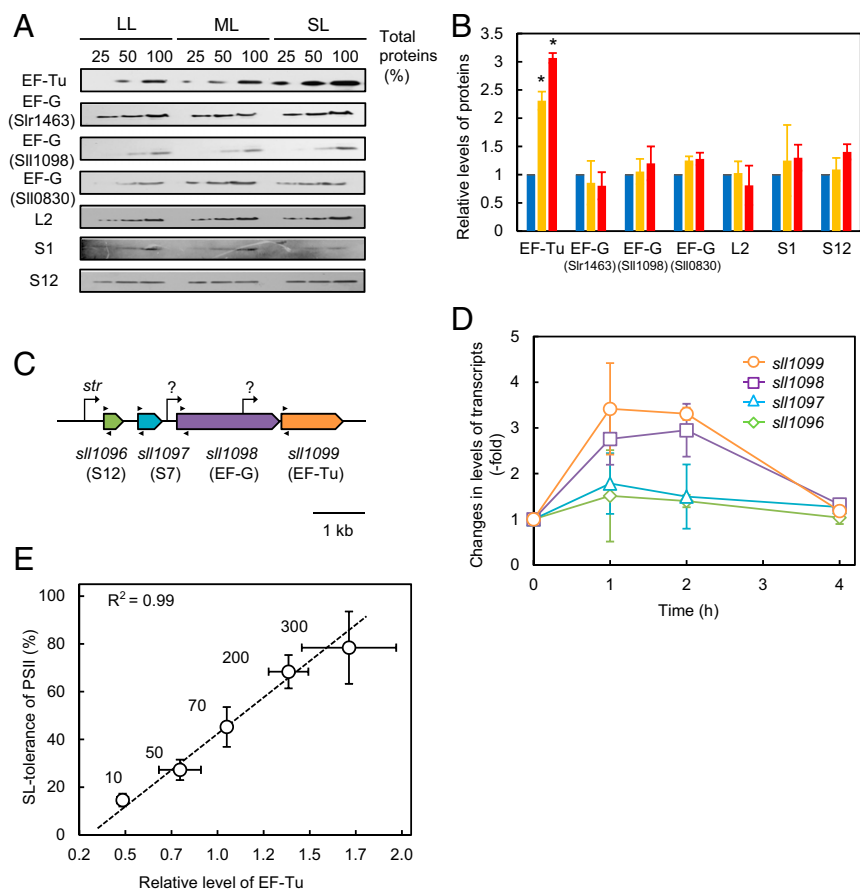 A
LL ML SL
25 50 100 25 50 100 25 50 100
Total proteins (%)
EF-Tu
EF-G (Slr1463)
EF-G (Sll1098)
EF-G (Sll0830)
L2
S1
S12
B
Relative levels of proteins
3.5
3
2.5
2
1.5
1
0.5
0
* *
EF-Tu EF-G (Slr1463) EF-G (Sll1098) EF-G (Sll0830) L2 S1 S12
C
str ? ?
sll1096 (S12) sll1097 (S7) sll1098 (EF-G) sll1099 (EF-Tu)
1 kb
D
Changes in levels of transcripts (-fold)
5
4
3
2
1
0
sll1099
sll1098
sll1097
sll1096
0 1 2 3 4
Time (h)
E
SL-tolerance of PSII (%)
100
80
60
40
20
0
R² = 0.99
300
200
70
50
10
0.2 0.5 0.7 1.0 1.2 1.5 1.7 2.0
Relative level of EF-Tu